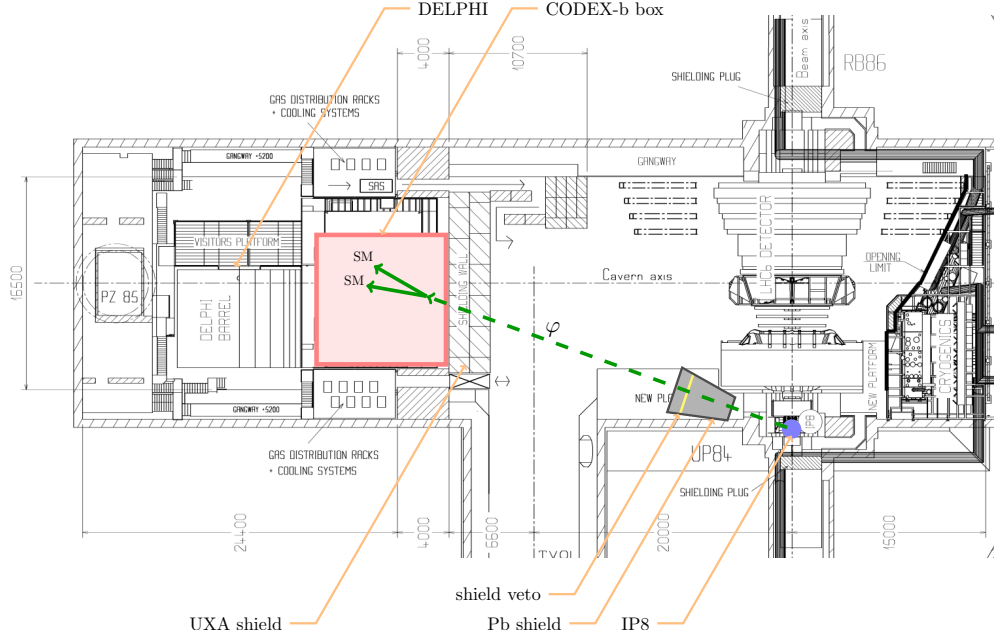 DELPHI
CODEX-b box
4000
10700
Beam axis
RB86
SHIELDING PLUG
GAS DISTRIBUTION RACKS
+ COOLING SYSTEMS
GANGWAY +5200
GANGWAY
SAS
LHCb DETECTOR
VISITORS PLATFORM
SM
SM
Cavern axis
OPENING
LIMIT
16500
PZ 85
DELPHI
BARREL
SHIELDING WALL
φ
NEW PLATFORM
CRYOGENICS
NEW PLA
P8
GANGWAY +5200
GAS DISTRIBUTION RACKS
+ COOLING SYSTEMS
UP84
SHIELDING PLUG
24400
4000
6600
20000
15000
shield veto
UXA shield
Pb shield
IP8